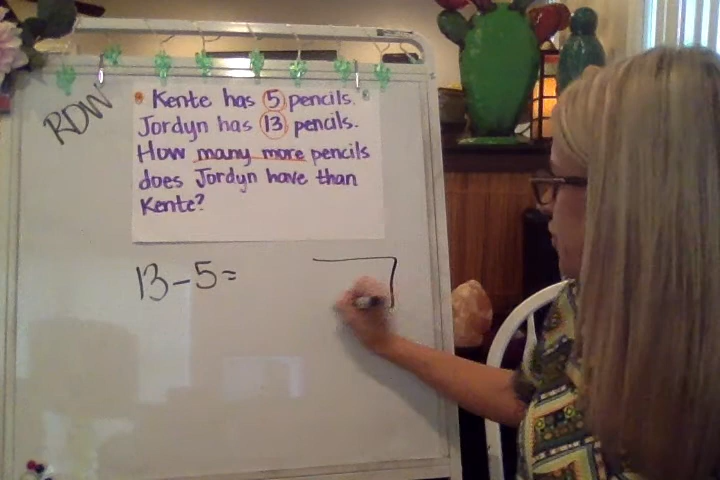 RDW
Kente has 5 pencils.
Jordyn has 13 pencils.
How many more pencils
does Jordyn have than
Kente?
13-5=